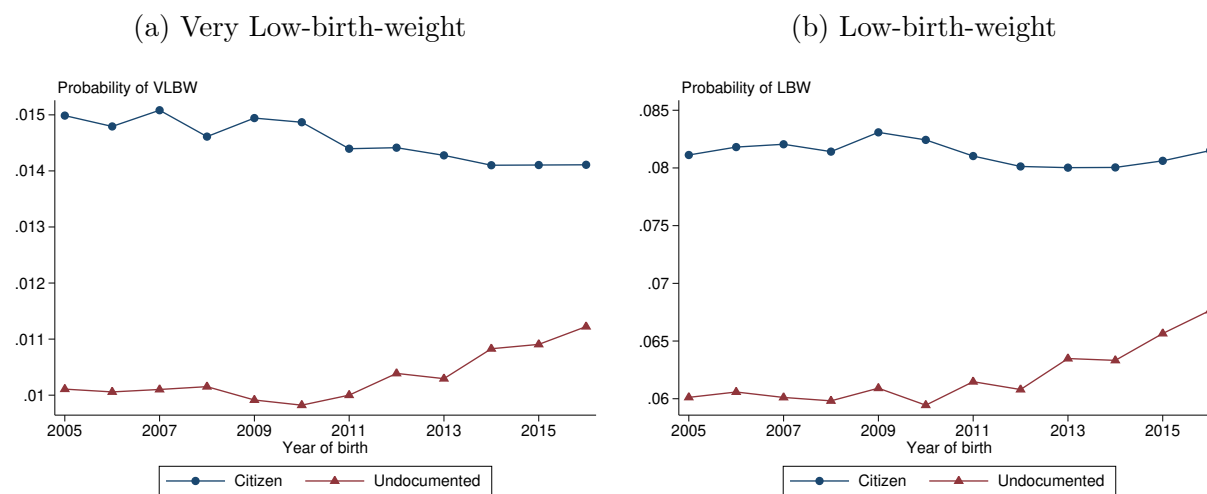 (a) Very Low-birth-weight
Probability of VLBW
.015
.014
.013
.012
.011
.01
2005 2007 2009 2011 2013 2015
Year of birth
Citizen Undocumented
(b) Low-birth-weight
Probability of LBW
.085
.08
.075
.07
.065
.06
2005 2007 2009 2011 2013 2015
Year of birth
Citizen Undocumented